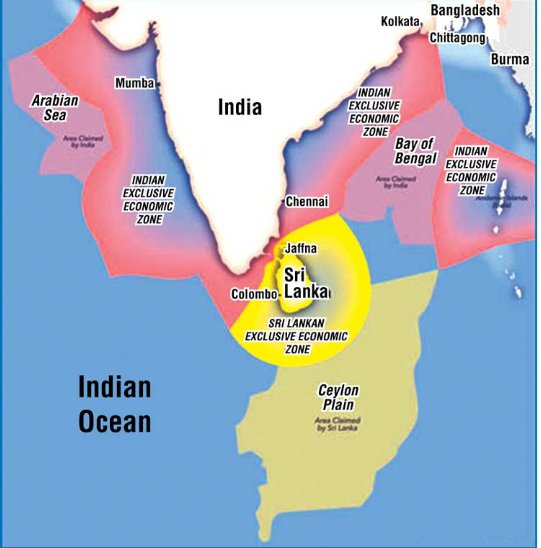 Bangladesh
Kolkata
Chittagong
Burma
Mumba
India
Arabian
Sea
Area Claimed
by India
INDIAN
EXCLUSIVE
ECONOMIC
ZONE
Bay of
Bengal
Area Claimed
by India
INDIAN
EXCLUSIVE
ECONOMIC
ZONE
Andaman Islands
INDIAN
EXCLUSIVE
ECONOMIC
ZONE
Chennai
Jaffna
Sri
Lanka
Colombo
SRI LANKAN
EXCLUSIVE ECONOMIC
ZONE
Indian
Ocean
Ceylon
Plain
Area Claimed
by Sri Lanka